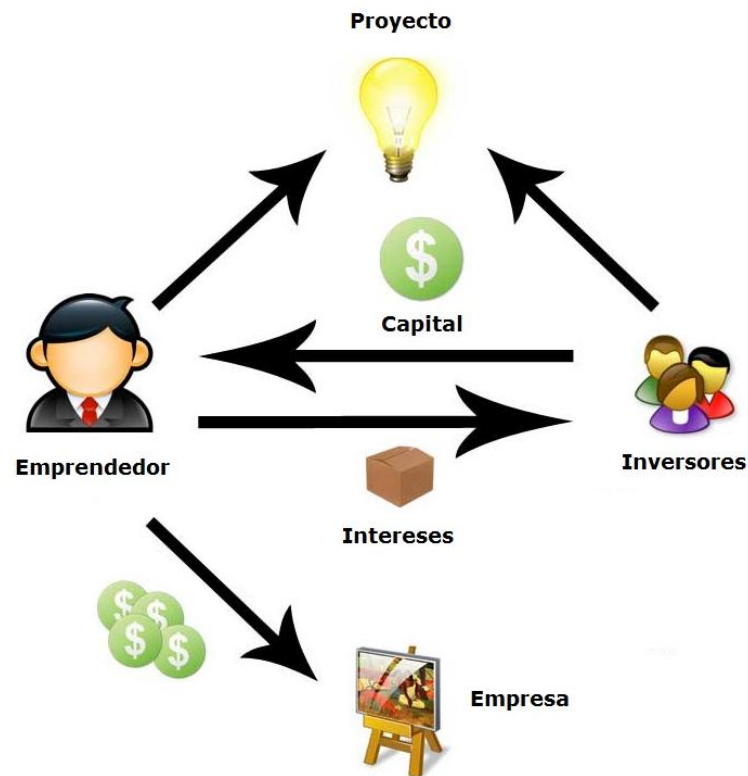 Proyecto
$
Capital
Emprendedor
Inversores
Intereses
$
$
$
$
Empresa